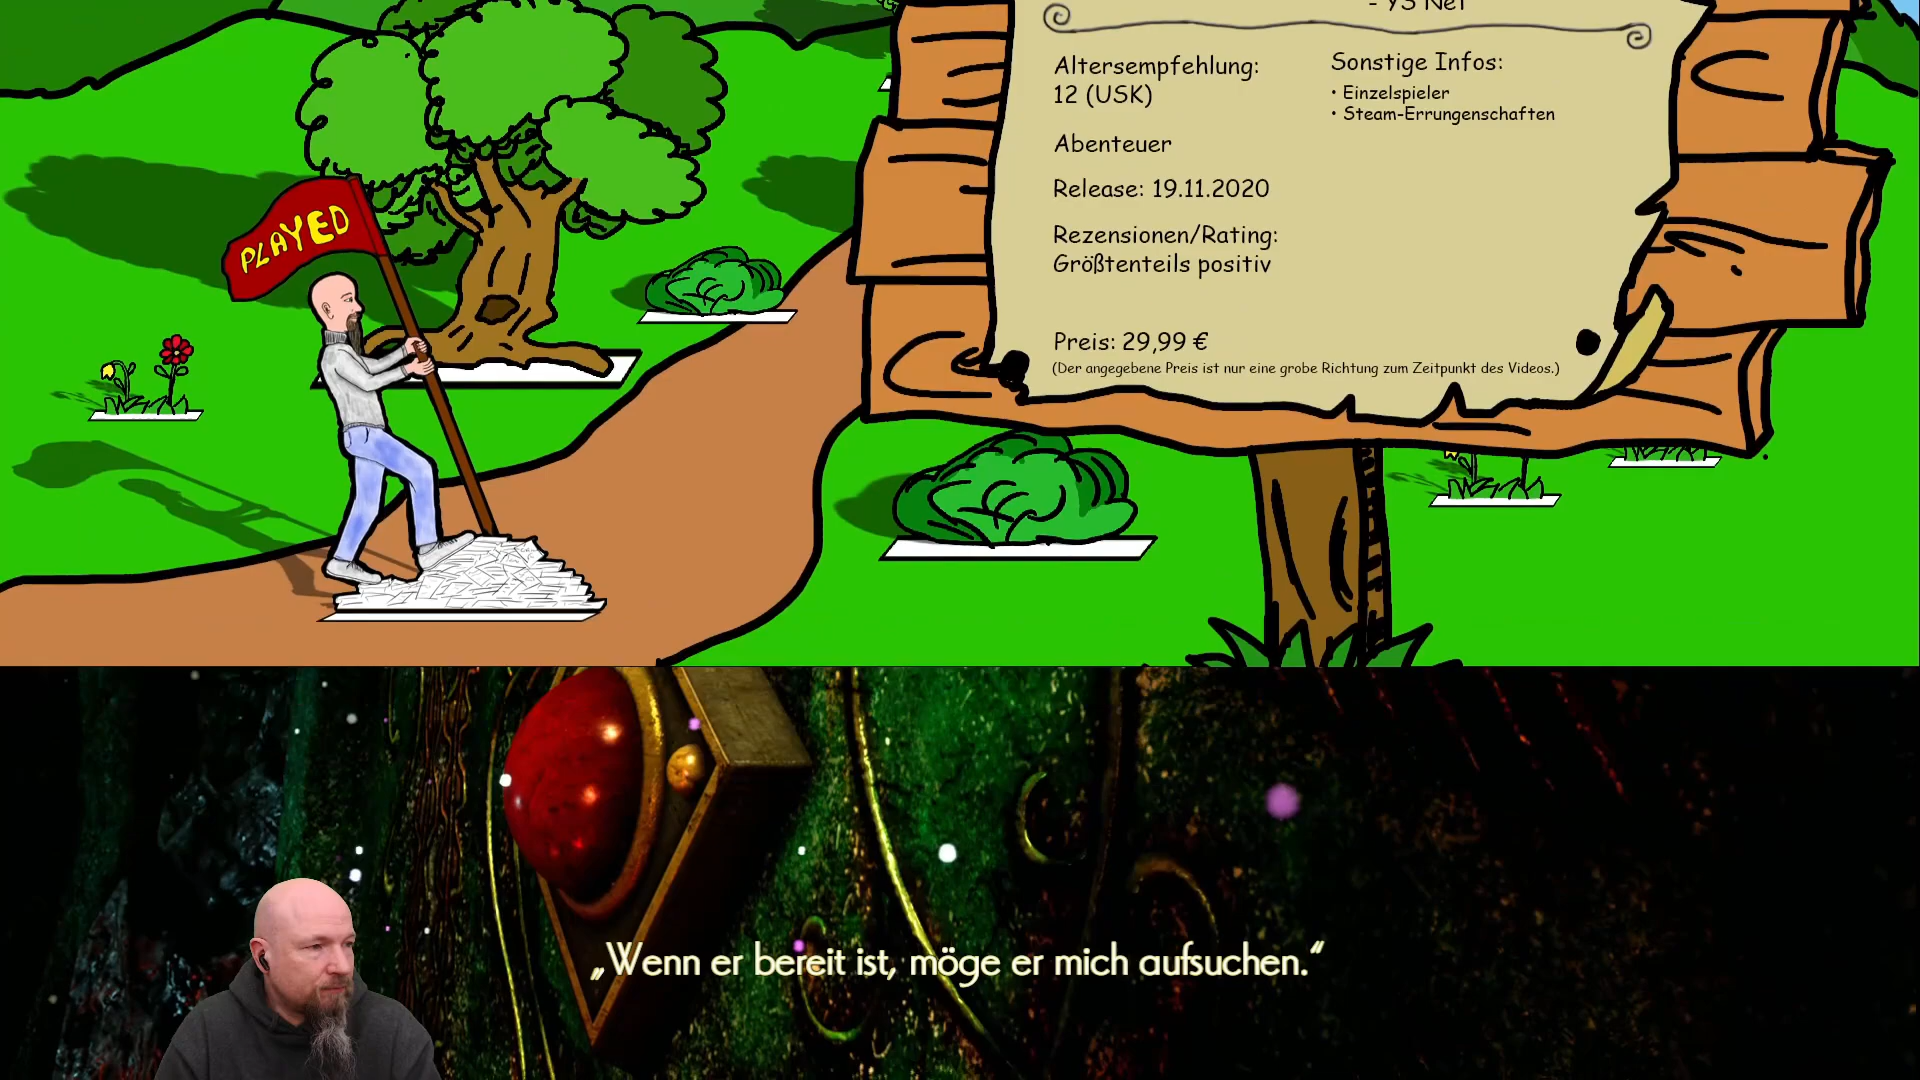 - YS Net
Altersempfehlung:
12 (USK)
Sonstige Infos:
• Einzelspieler
• Steam-Errungenschaften
Abenteuer
Release: 19.11.2020
Rezensionen/Rating:
Größtenteils positiv
Preis: 29,99 €
(Der angegebene Preis ist nur eine grobe Richtung zum Zeitpunkt des Videos.)
PLAYED
„Wenn er bereit ist, möge er mich aufsuchen.“